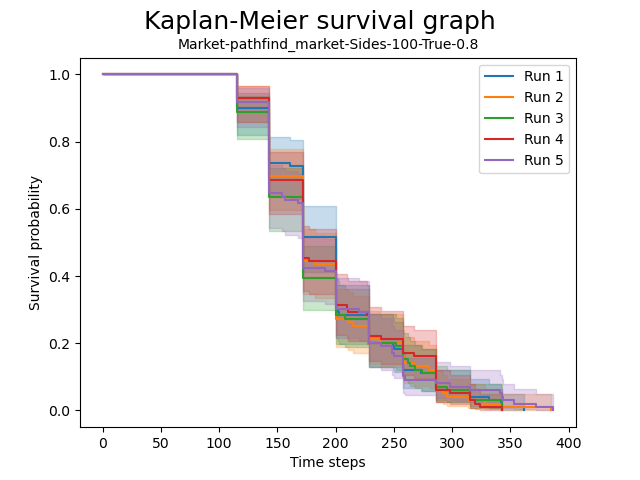 Kaplan-Meier survival graph
Market-pathfind_market-Sides-100-True-0.8
Run 1
Run 2
Run 3
Run 4
Run 5
Survival probability
1.0
0.8
0.6
0.4
0.2
0.0
0 50 100 150 200 250 300 350 400
Time steps